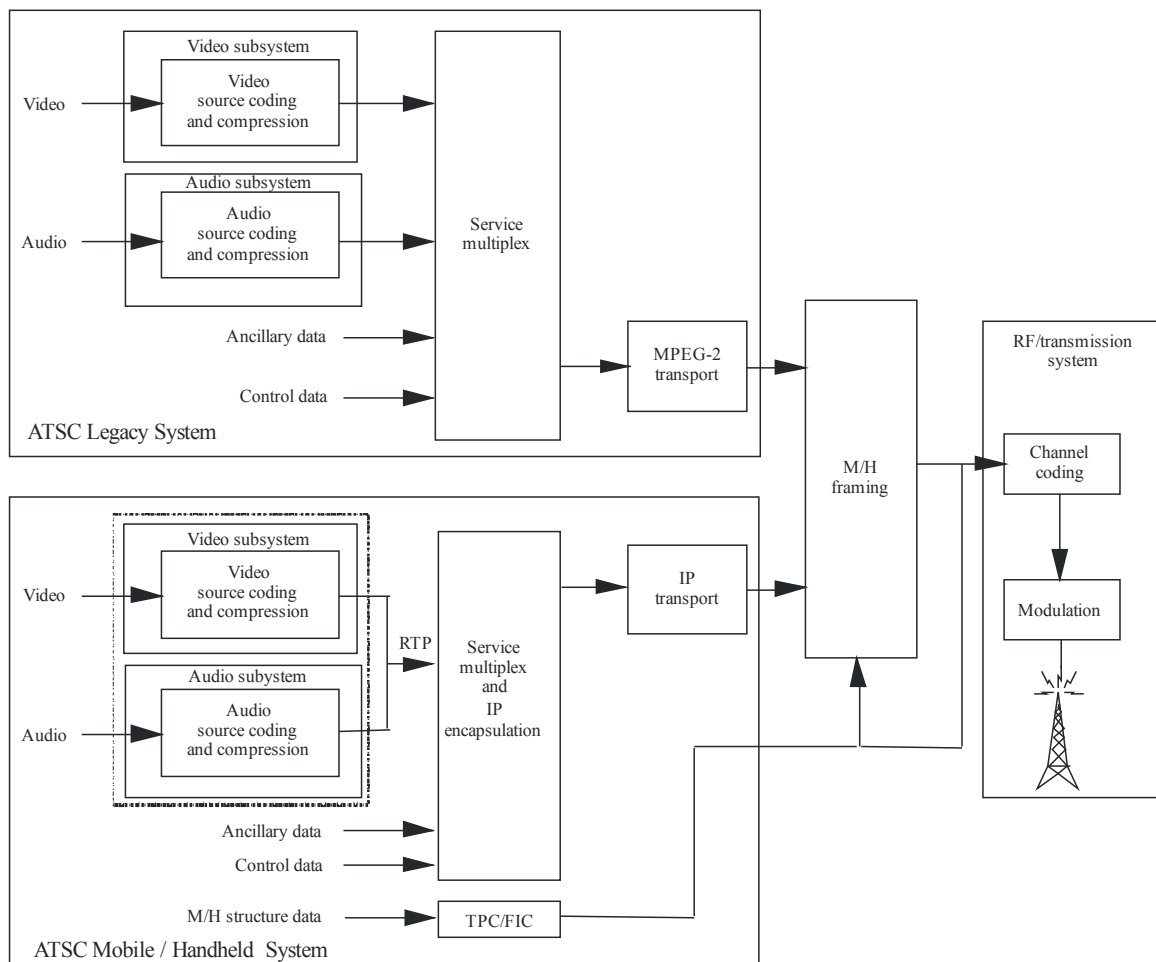 Video subsystem
Video
Video
source coding
and compression
Audio subsystem
Audio
Audio
source coding
and compression
Service
multiplex
Ancillary data
Control data
MPEG-2
transport
ATSC Legacy System
M/H
framing
RF/transmission
system
Channel
coding
Modulation
Video subsystem
Video
Video
source coding
and compression
RTP
Audio subystem
Audio
Audio
source coding
and compression
Service
multiplex
and
IP
encapsulation
IP
transport
Ancillary data
Control data
M/H structure data
TPC/FIC
ATSC Mobile / Handheld System